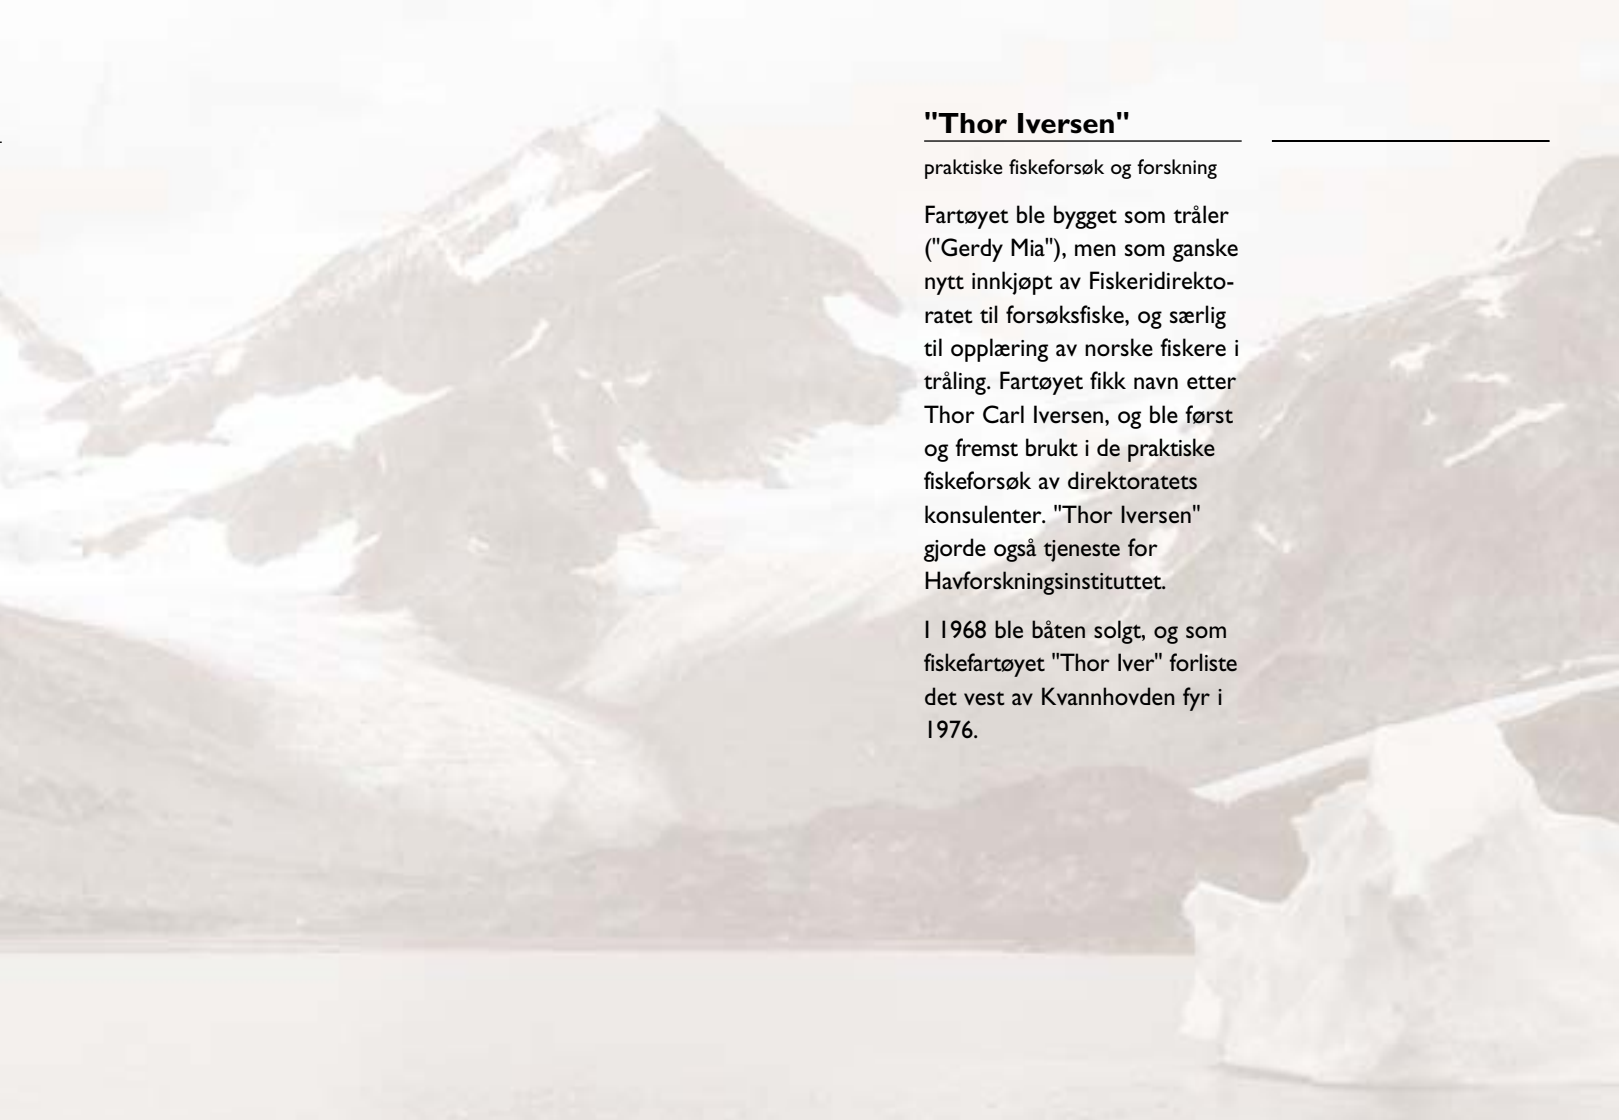 "Thor Iversen"
praktiske fiskeforsøk og forskning
Fartøyet ble bygget som tråler
("Gerdy Mia"), men som ganske
nytt innkjøpt av Fiskeridirekto-
ratet til forsøksfiske, og særlig
til opplæring av norske fiskere i
tråling. Fartøyet fikk navn etter
Thor Carl Iversen, og ble først
og fremst brukt i de praktiske
fiskeforsøk av direktoratets
konsulenter. "Thor Iversen"
gjorde også tjeneste for
Havforskningsinstituttet.
I 1968 ble båten solgt, og som
fiskefartøyet "Thor Iver" forliste
det vest av Kvannhovden fyr i
1976.